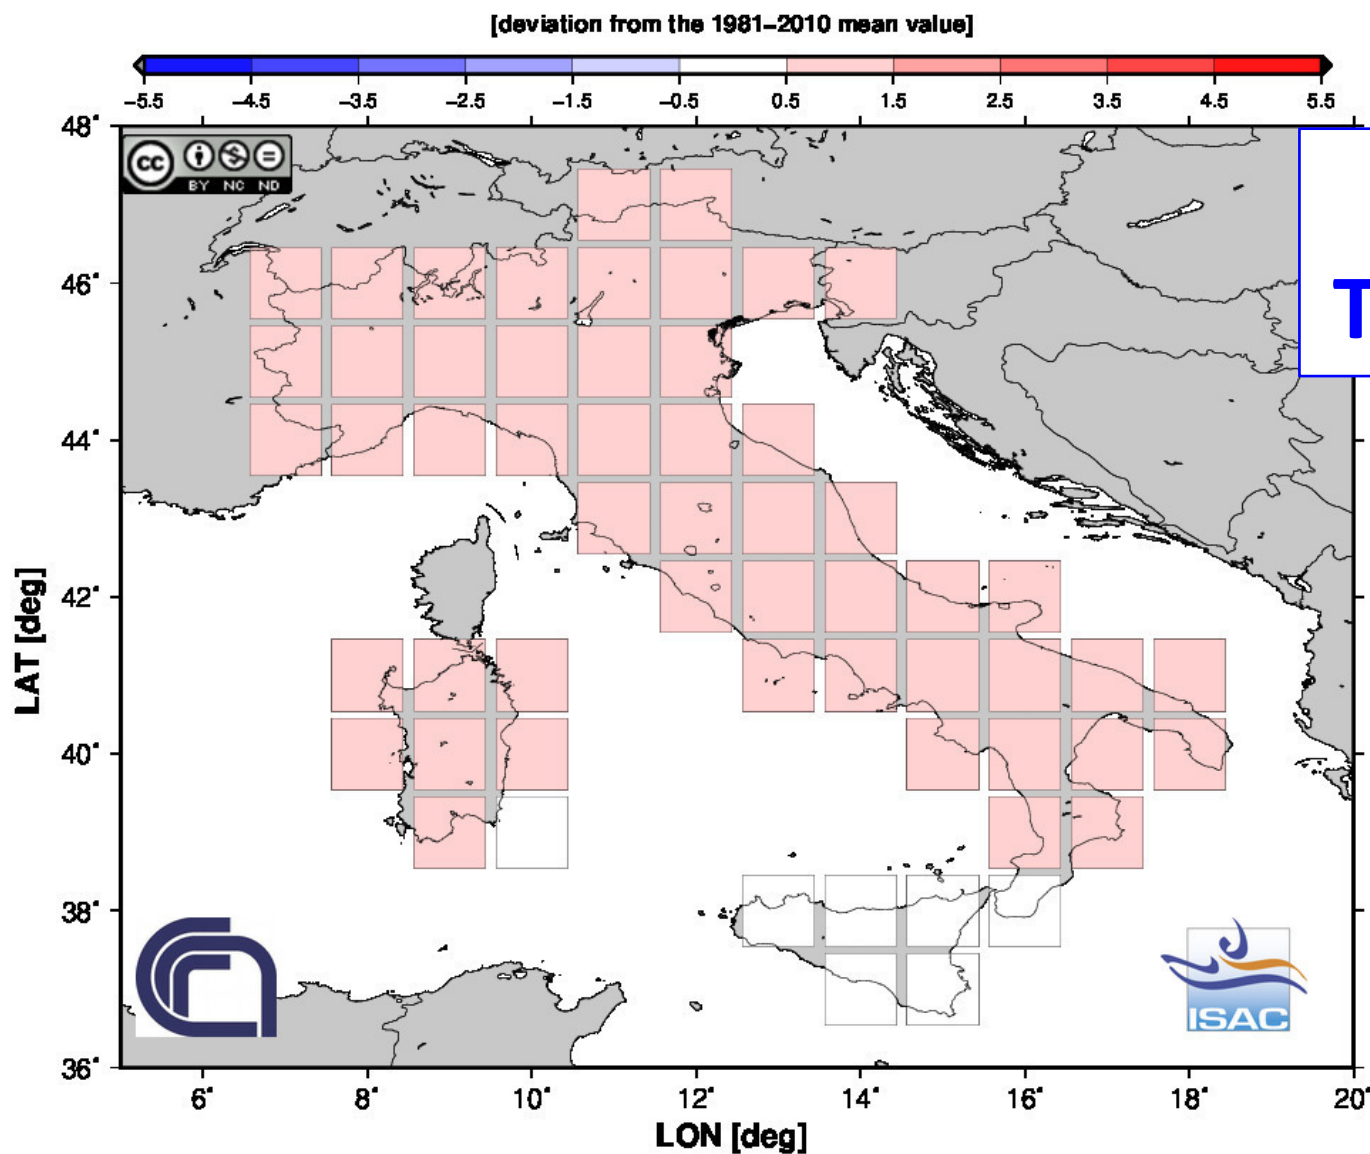 [deviation from the 1981−2010 mean value]
−5.5 −4.5 −3.5 −2.5 −1.5 −0.5 0.5 1.5 2.5 3.5 4.5 5.5
48°
cc
BY NC ND
T
46°
44°
42°
LAT [deg]
40°
38°
ISAC
36°
6° 8° 10° 12° 14° 16° 18° 20°
LON [deg]